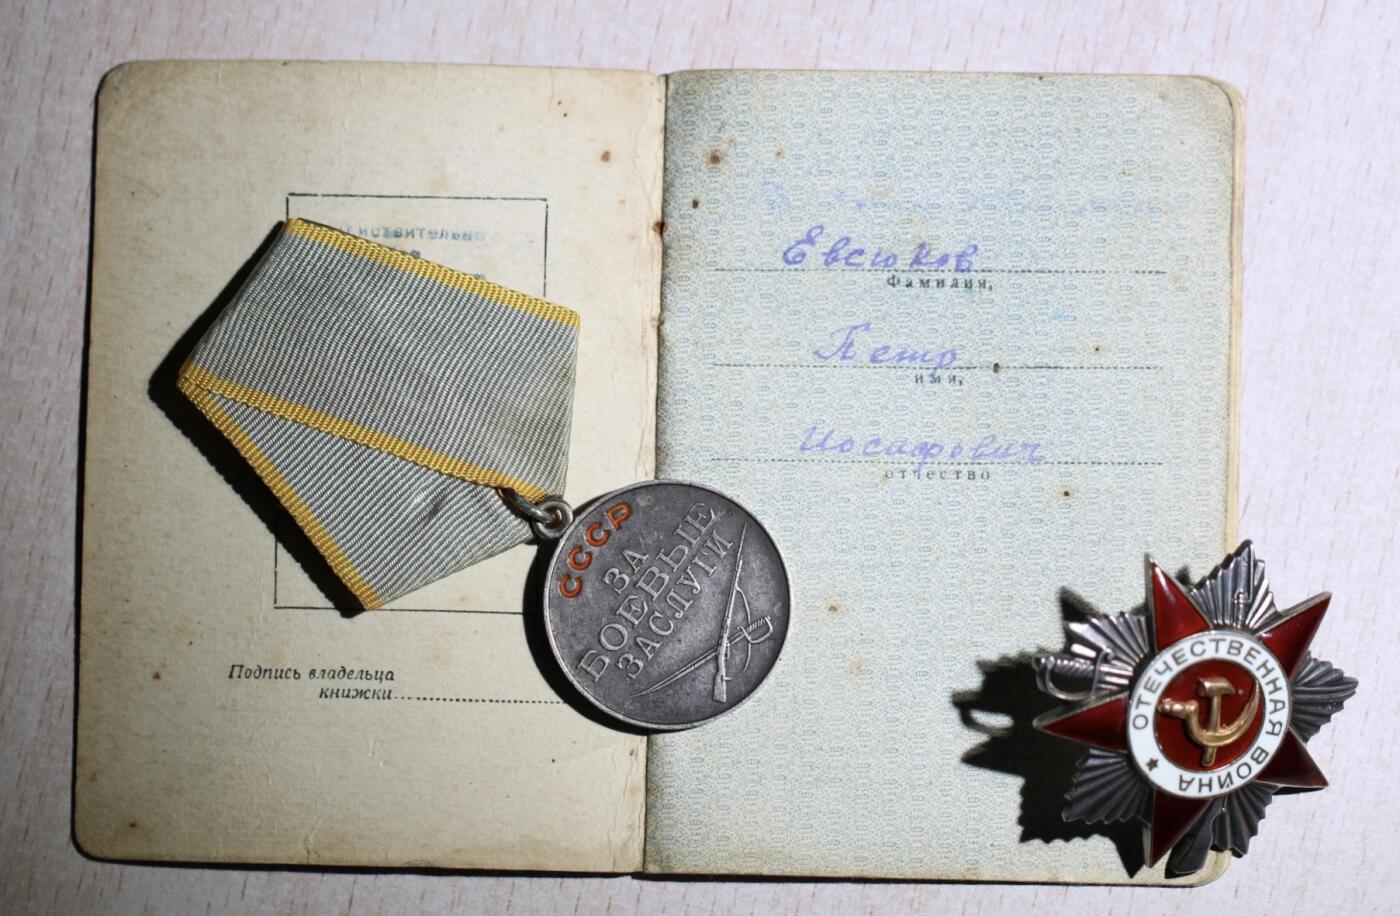 Подпись владельца
книжки
Евсюков
Фамилия,
Петр
имя,
Иосафович
отчество
СССР
ЗА
БОЕВЫЕ
ЗАСЛУГИ
ОТЕЧЕСТВЕННАЯ ВОЙНА